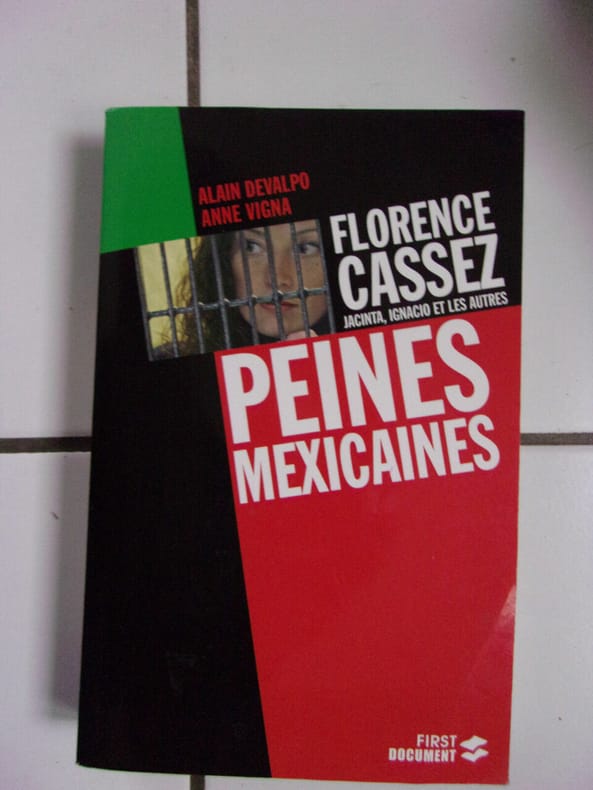 ALAIN DEVALPO
ANNE VIGNA
FLORENCE
CASSEZ
JACINTA, IGNACIO ET LES AUTRES
PEINES
MEXICAINES
FIRST
DOCUMENT